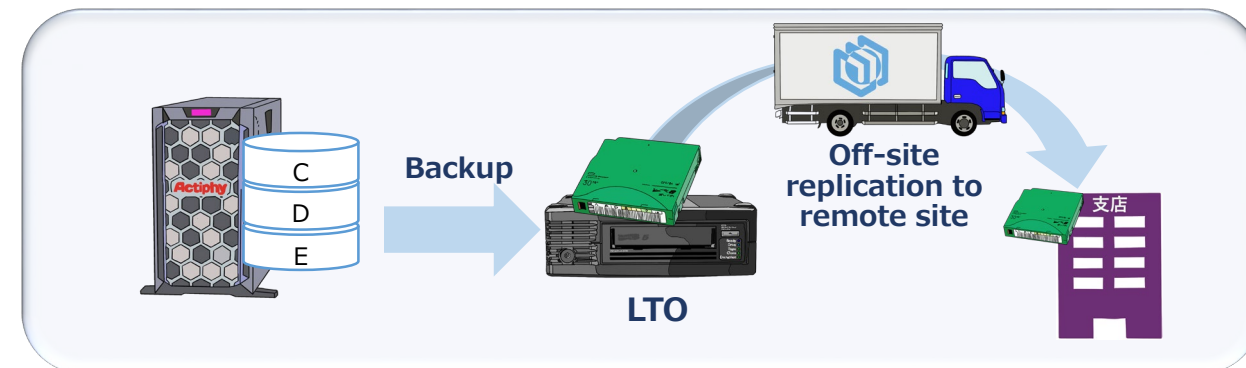 Actiphy
C
D
E
Backup
LTO
Off-site
replication to
remote site
支店